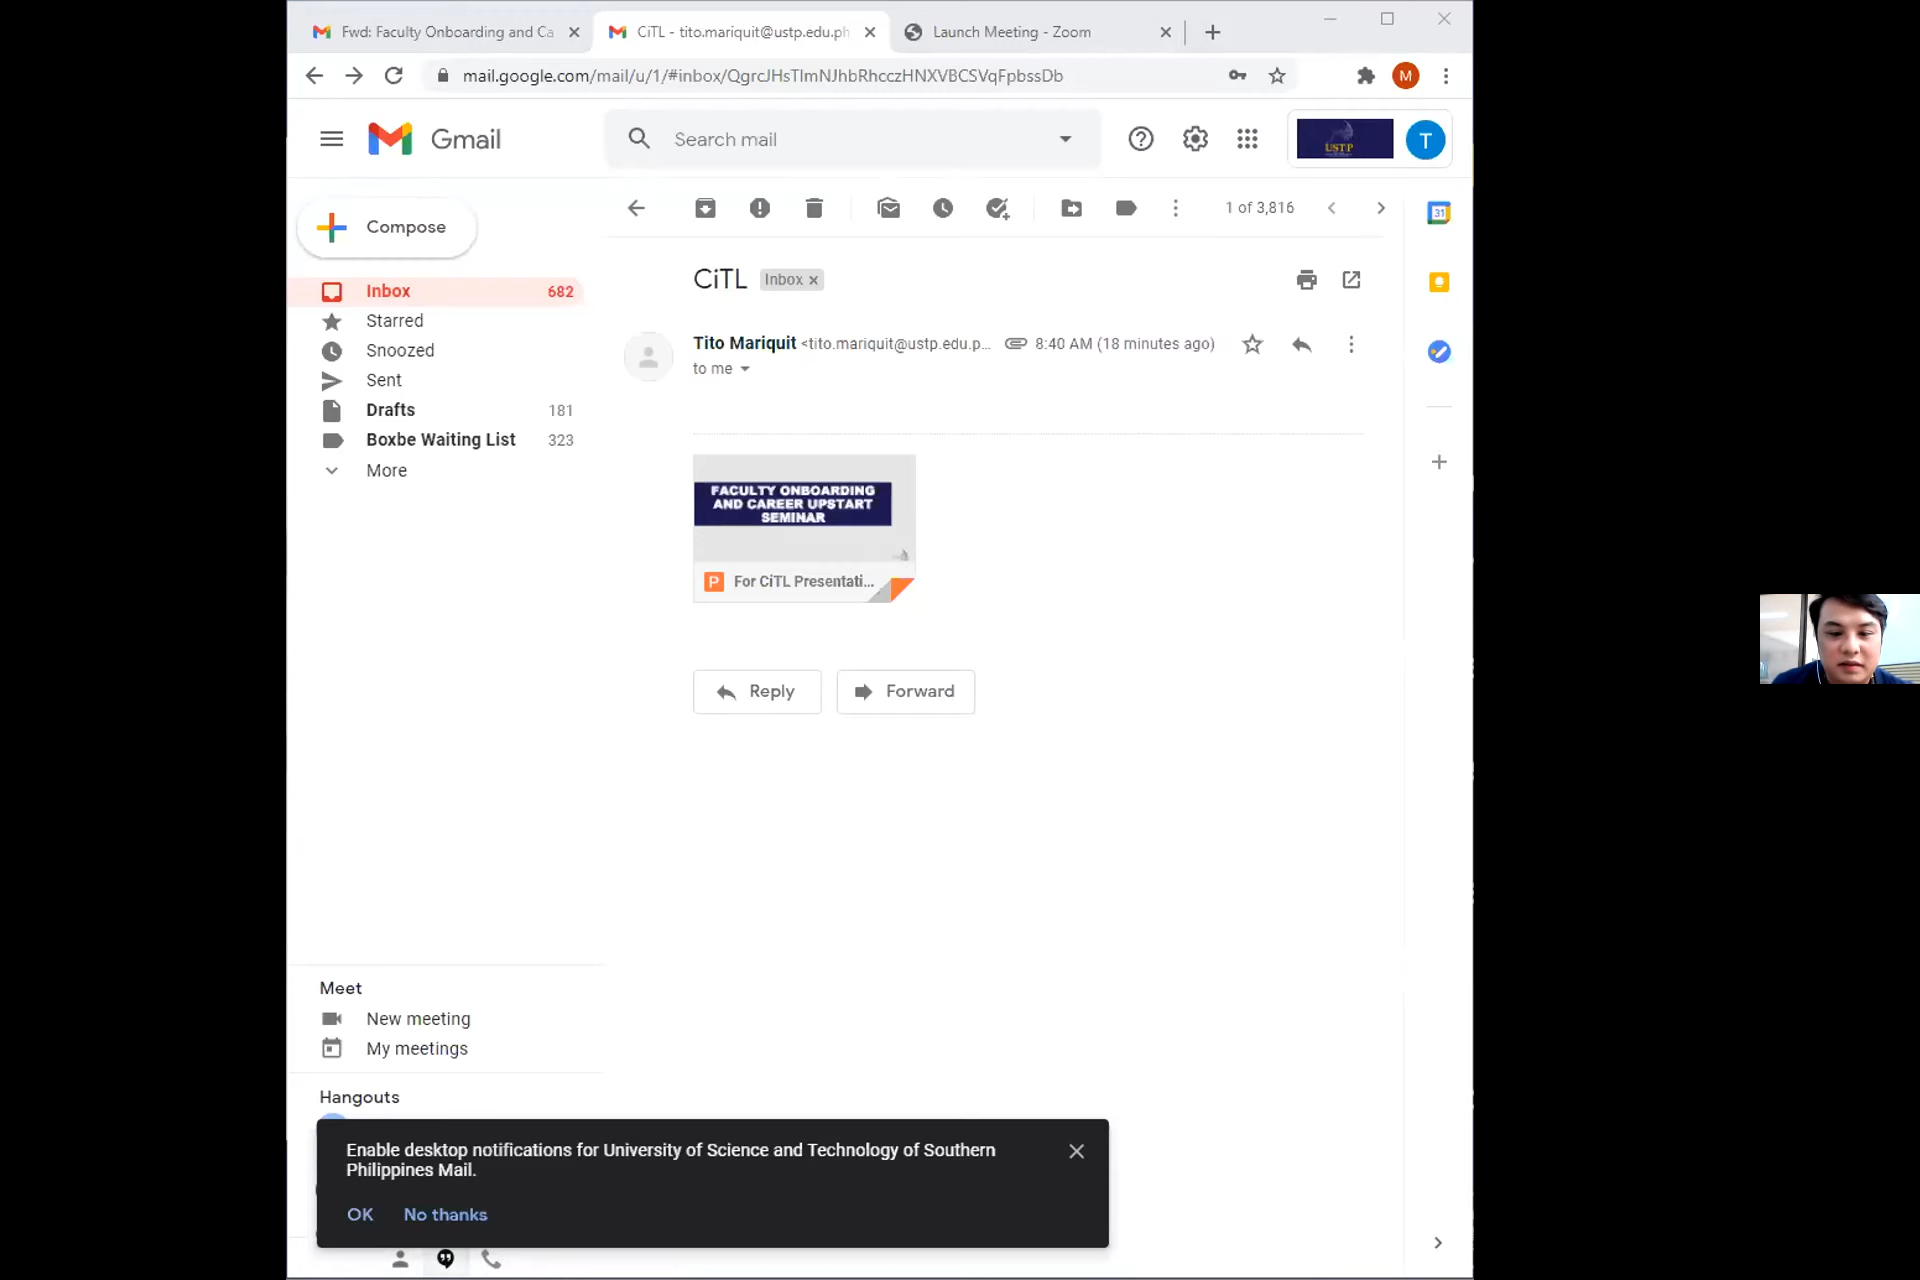 Fwd: Faculty Onboarding and Ca
CiTL - tito.mariquit@ustp.edu.ph
Launch Meeting - Zoom
mail.google.com/mail/u/1/#inbox/QgrcJHsTlmNJhbRhcczHNXVBCSVqFpbssDb
M
Gmail
Search mail
USTP
T
Compose
1 of 3,816
31
CiTL
Inbox
Inbox 682
Starred
Snoozed
Sent
Drafts 181
Boxbe Waiting List 323
More
Tito Mariquit <tito.mariquit@ustp.edu.p... 8:40 AM (18 minutes ago)
to me
FACULTY ONBOARDING
AND CAREER UPSTART
SEMINAR
P For CiTL Presentati...
Reply
Forward
Meet
New meeting
My meetings
Hangouts
Enable desktop notifications for University of Science and Technology of Southern
Philippines Mail.
OK No thanks